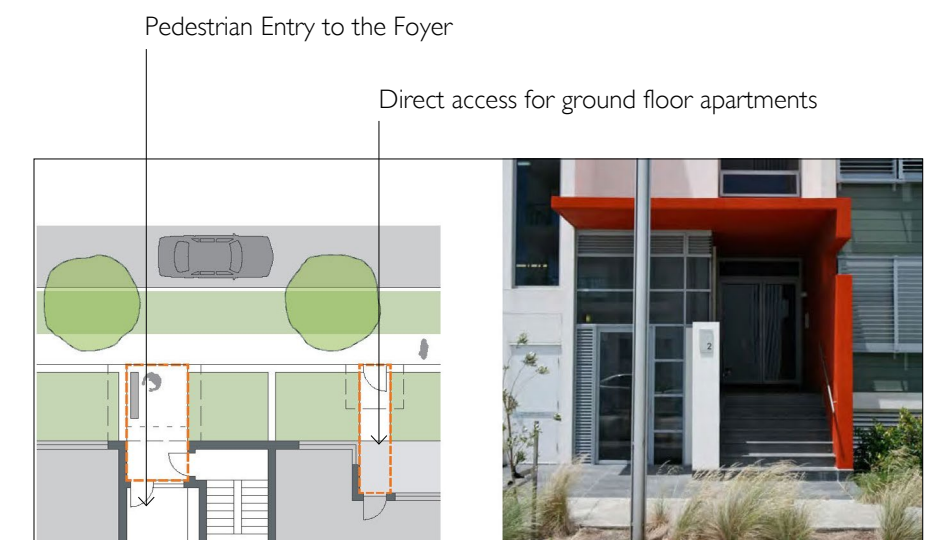 Pedestrian Entry to the Foyer
Direct access for ground floor apartments
2